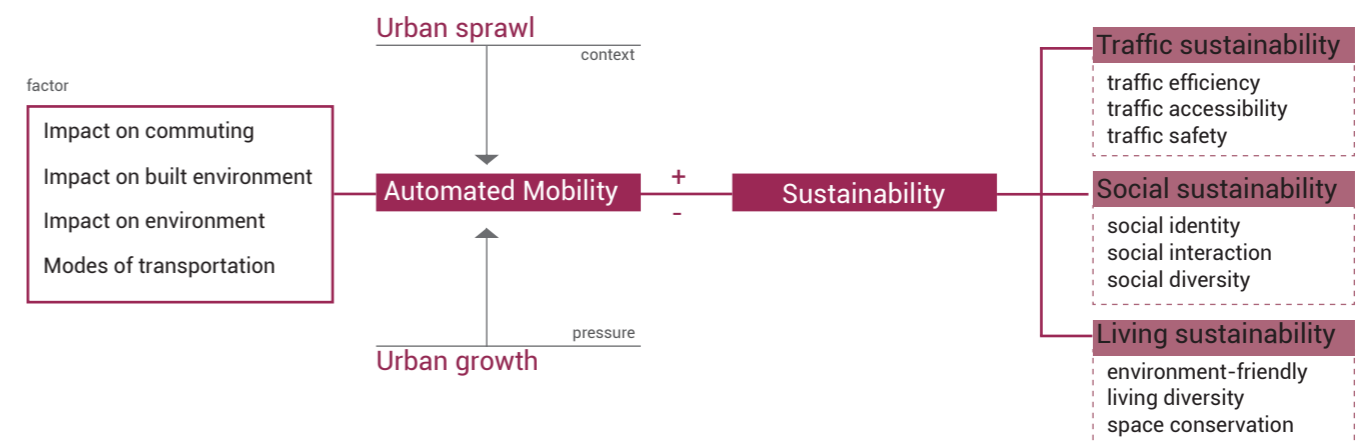 Urban sprawl
context
factor
Impact on commuting
Impact on built environment
Impact on environment
Modes of transportation
Automated Mobility
+
-
Sustainability
pressure
Urban growth
Traffic sustainability
traffic efficiency
traffic accessibility
traffic safety
Social sustainability
social identity
social interaction
social diversity
Living sustainability
environment-friendly
living diversity
space conservation